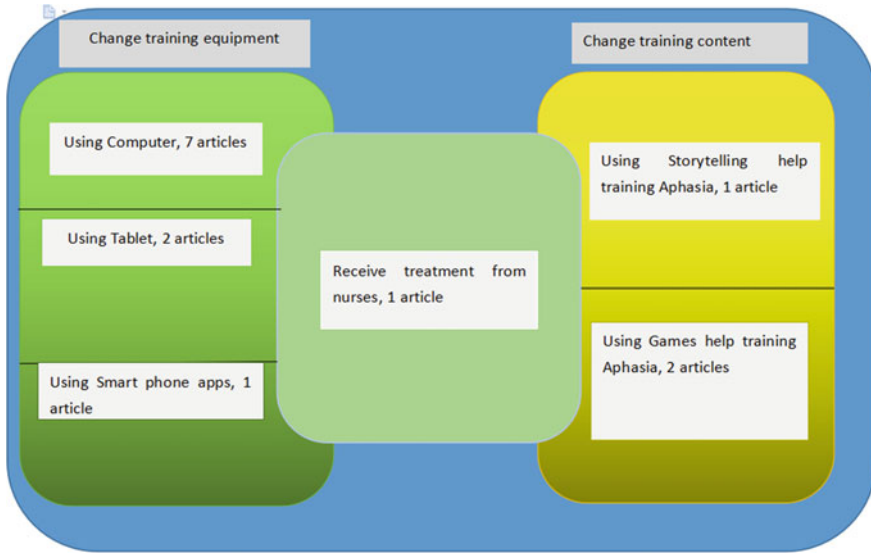 Change training equipment
Using Computer, 7 articles
Using Tablet, 2 articles
Using Smart phone apps, 1
article
Receive treatment from
nurses, 1 article
Change training content
Using Storytelling help
training Aphasia, 1 article
Using Games help training
Aphasia, 2 articles